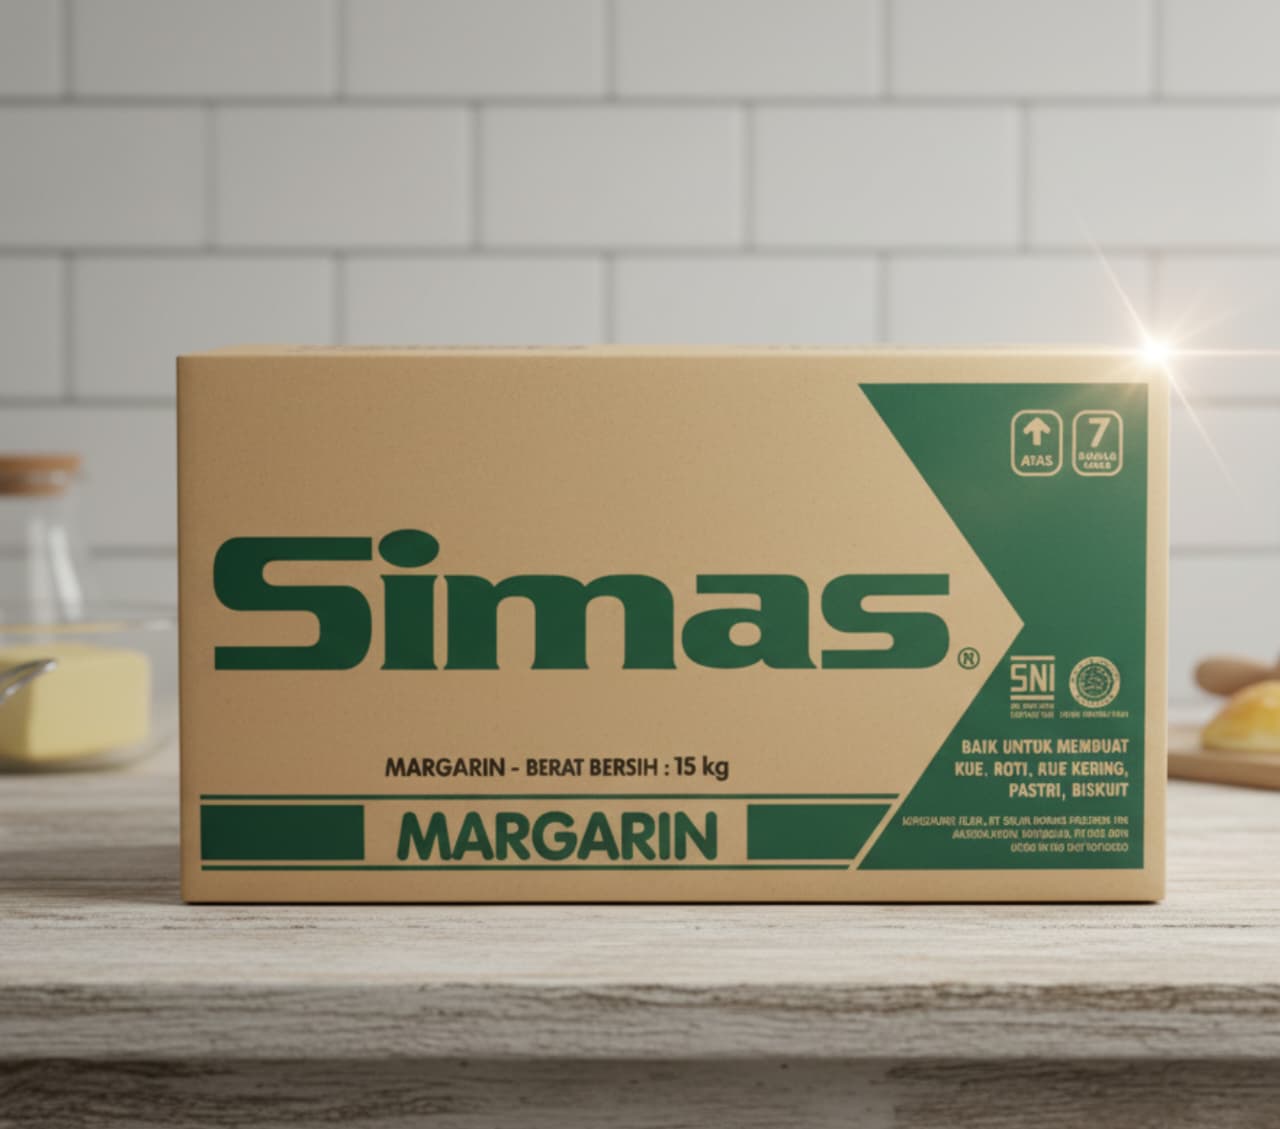 Simas®
ATAS
7
SNI
MARGARIN - BERAT BERSIH : 15 kg
MARGARIN
BAIK UNTUK MEMBUAT
KUE, ROTI, KUE KERING,
PASTRI, BISKUIT